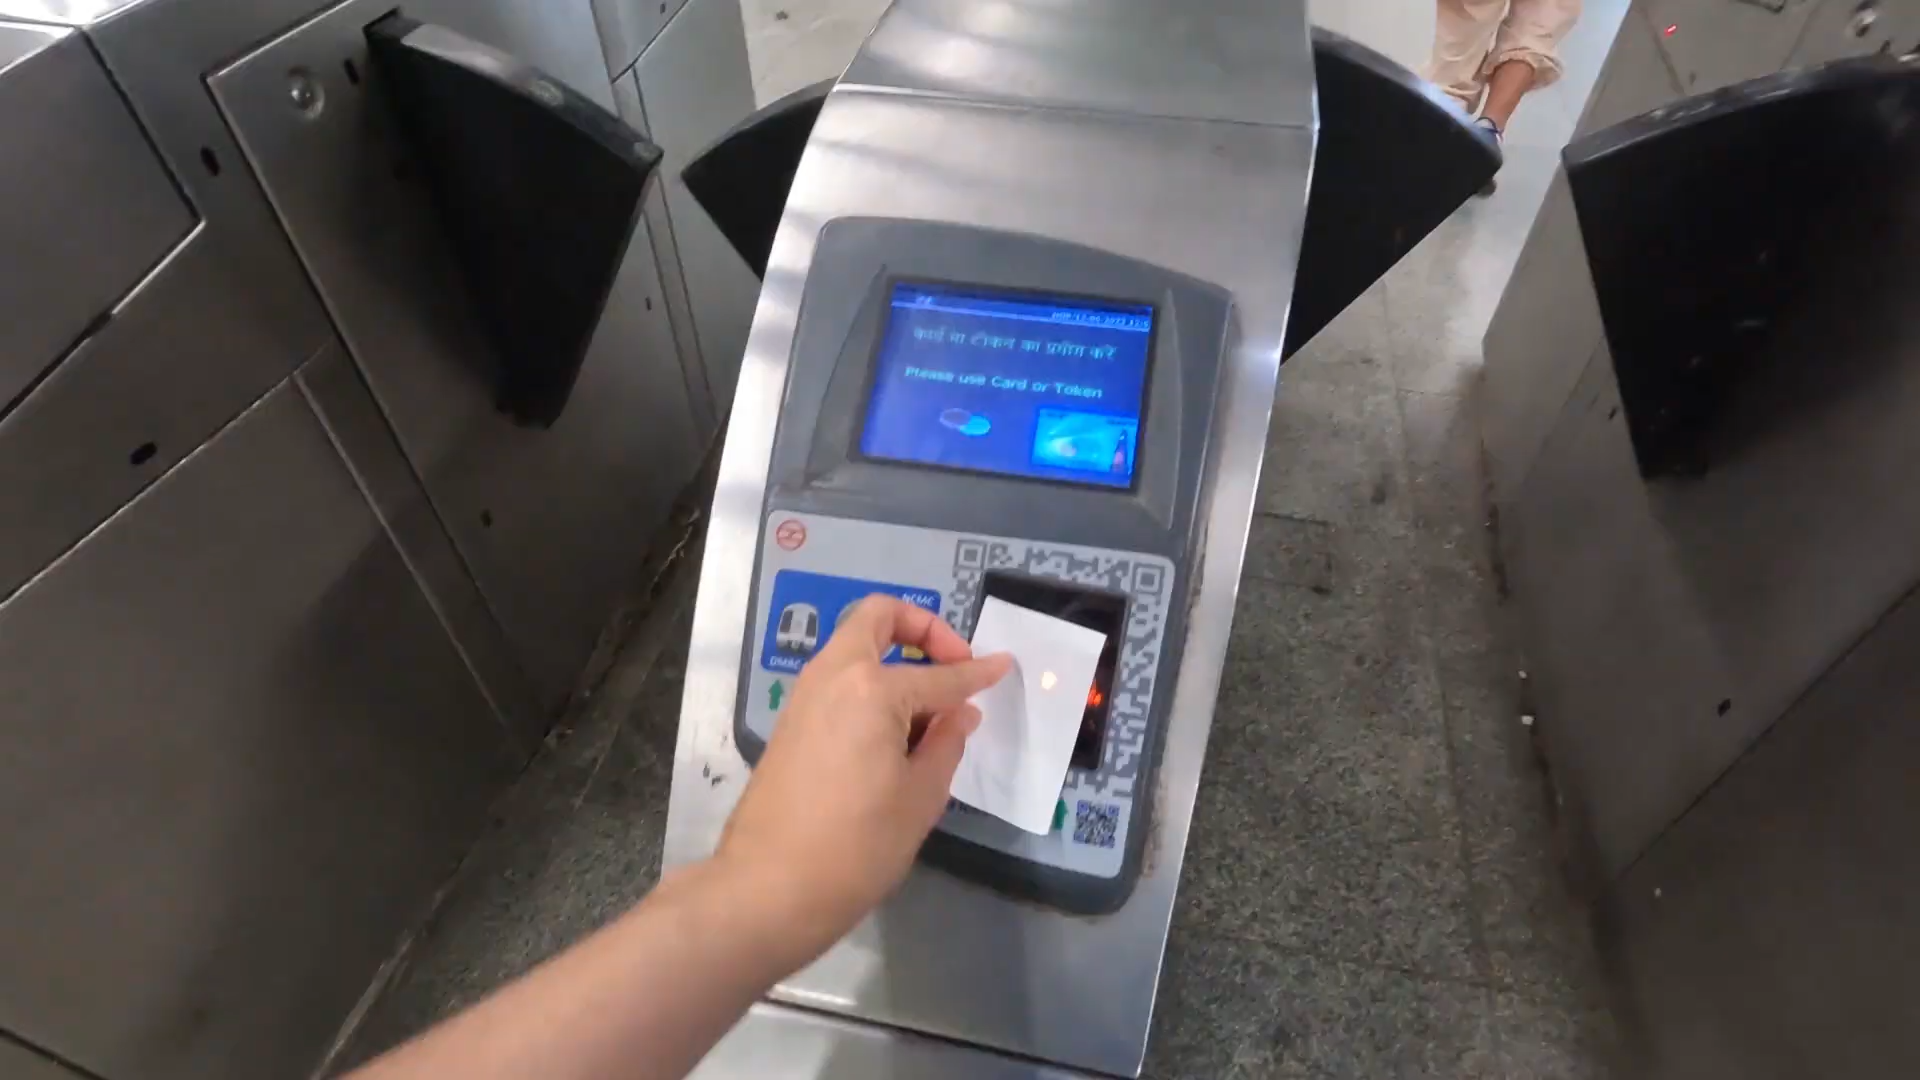 कार्ड या टोकन का प्रयोग करें
Please use Card or Token
NCMC
DMRC